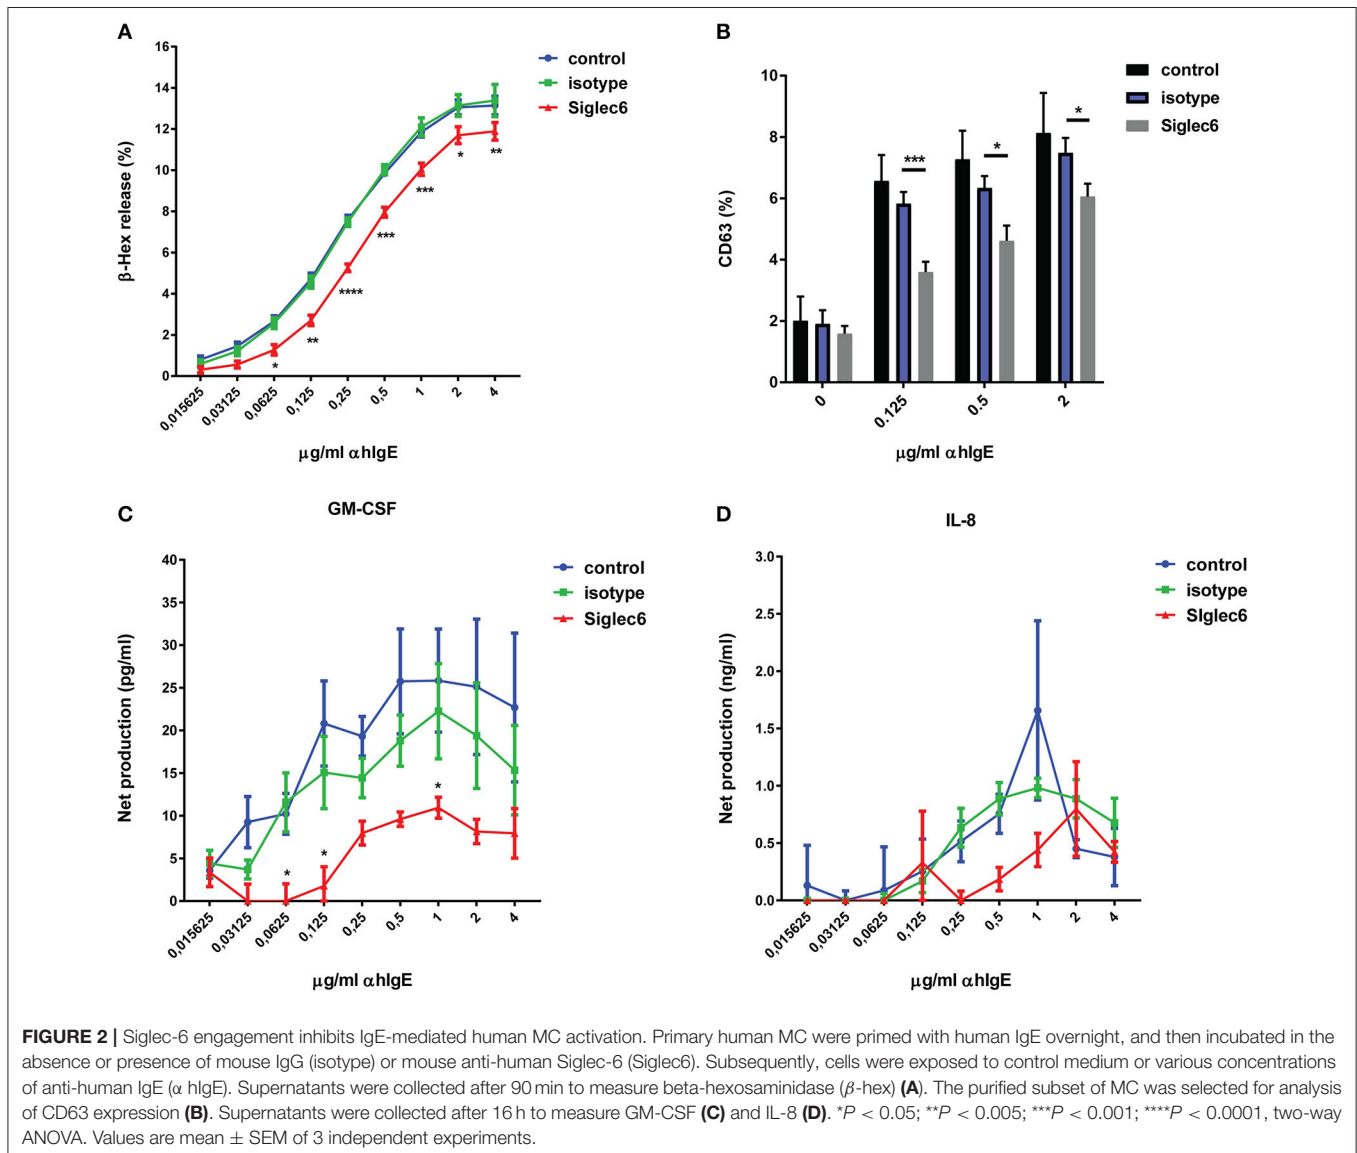 A
16
14
12
10
8
6
4
2
0
β-Hex release (%)
control
isotype
Siglec6
*
**
****
***
***
*
**
0,015625
0,03125
0,0625
0,125
0,25
0,5
1
2
4
μg/ml αhIgE
B
10
8
6
4
2
0
CD63 (%)
control
isotype
Siglec6
***
*
*
0
0.125
0.5
2
μg/ml αhIgE
C
GM-CSF
40
35
30
25
20
15
10
5
0
Net production (pg/ml)
control
isotype
Siglec6
*
*
*
0,015625
0,03125
0,0625
0,125
0,25
0,5
1
2
4
μg/ml αhIgE
D
IL-8
3.0
2.5
2.0
1.5
1.0
0.5
0.0
Net production (ng/ml)
control
isotype
SIglec6
0,015625
0,03125
0,0625
0,125
0,25
0,5
1
2
4
μg/ml αhIgE
FIGURE 2 | Siglec-6 engagement inhibits IgE-mediated human MC activation. Primary human MC were primed with human IgE overnight, and then incubated in the
absence or presence of mouse IgG (isotype) or mouse anti-human Siglec-6 (Siglec6). Subsequently, cells were exposed to control medium or various concentrations
of anti-human IgE (α hIgE). Supernatants were collected after 90 min to measure beta-hexosaminidase (β-hex) (A). The purified subset of MC was selected for analysis
of CD63 expression (B). Supernatants were collected after 16 h to measure GM-CSF (C) and IL-8 (D). *P < 0.05; **P < 0.005; ***P < 0.001; ****P < 0.0001, two-way
ANOVA. Values are mean ± SEM of 3 independent experiments.